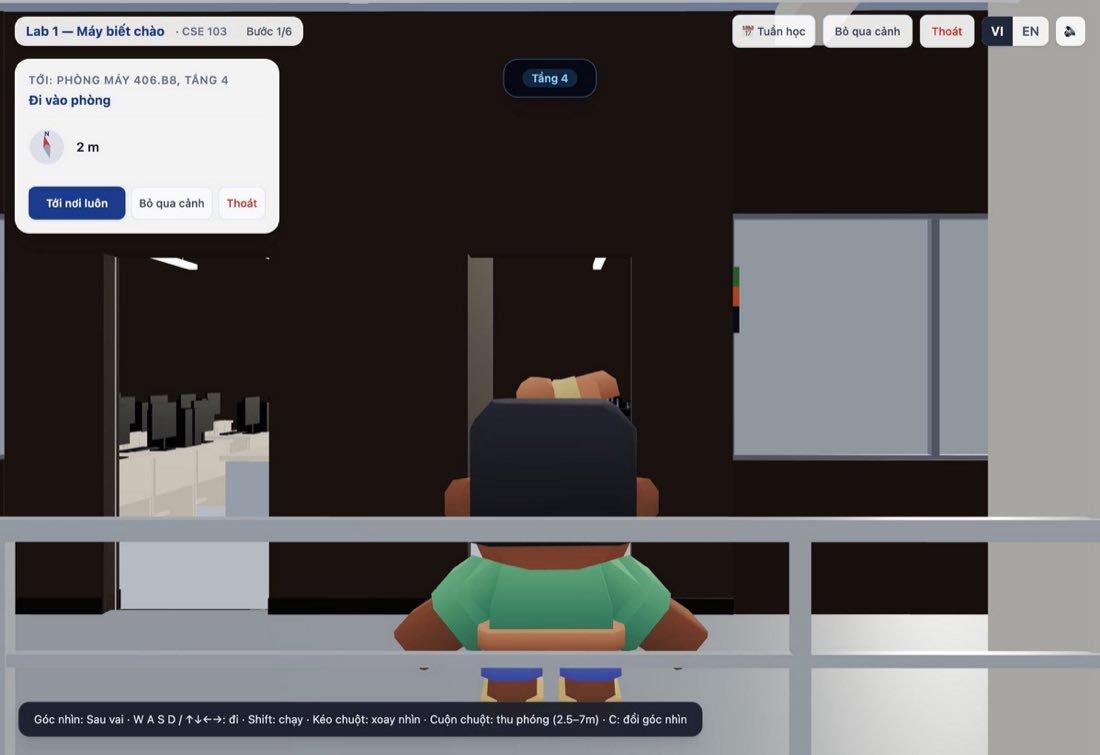 Lab 1 — Máy biết chào · CSE 103 Bước 1/6
📅 Tuần học Bỏ qua cảnh Thoát VI EN
TỚI: PHÒNG MÁY 406.B8, TẦNG 4
Đi vào phòng
N
2 m
Tới nơi luôn Bỏ qua cảnh Thoát
Tầng 4
Góc nhìn: Sau vai · W A S D / ↑↓←→: đi · Shift: chạy · Kéo chuột: xoay nhìn · Cuộn chuột: thu phóng (2.5–7m) · C: đổi góc nhìn